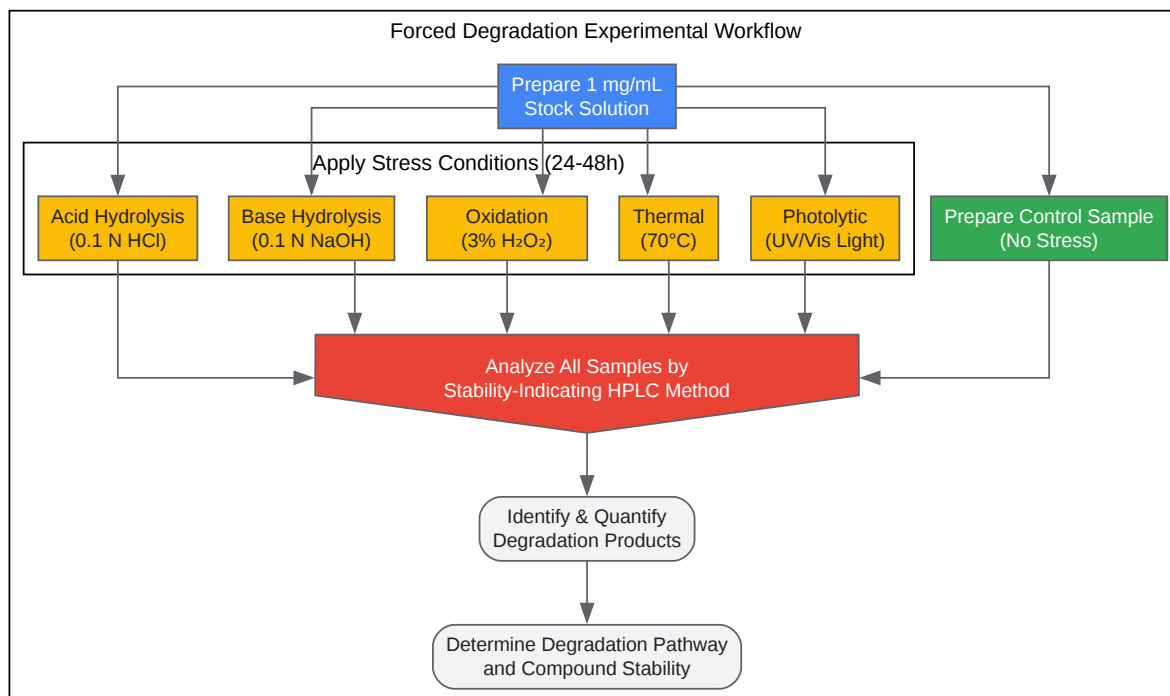 Forced Degradation Experimental Workflow
Prepare 1 mg/mL
Stock Solution
Apply Stress Conditions (24-48h)
Acid Hydrolysis
(0.1 N HCl)
Base Hydrolysis
(0.1 N NaOH)
Oxidation
(3% H₂O₂)
Thermal
(70°C)
Photolytic
(UV/Vis Light)
Prepare Control Sample
(No Stress)
Analyze All Samples by
Stability-Indicating HPLC Method
Identify & Quantify
Degradation Products
Determine Degradation Pathway
and Compound Stability